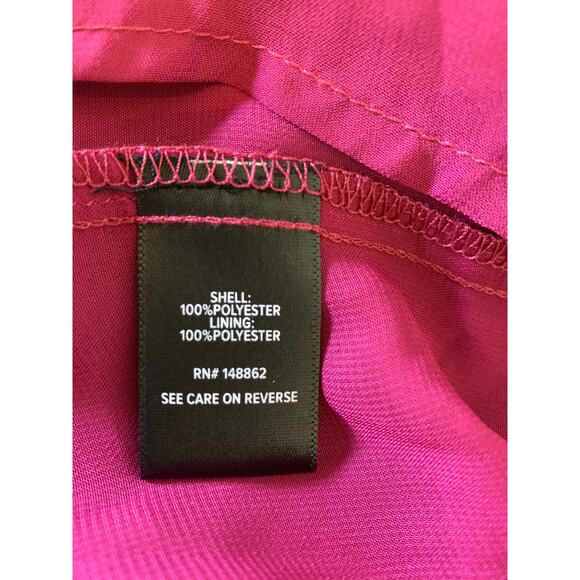 SHELL:
100%POLYESTER
LINING:
100%POLYESTER
RN# 148862
SEE CARE ON REVERSE